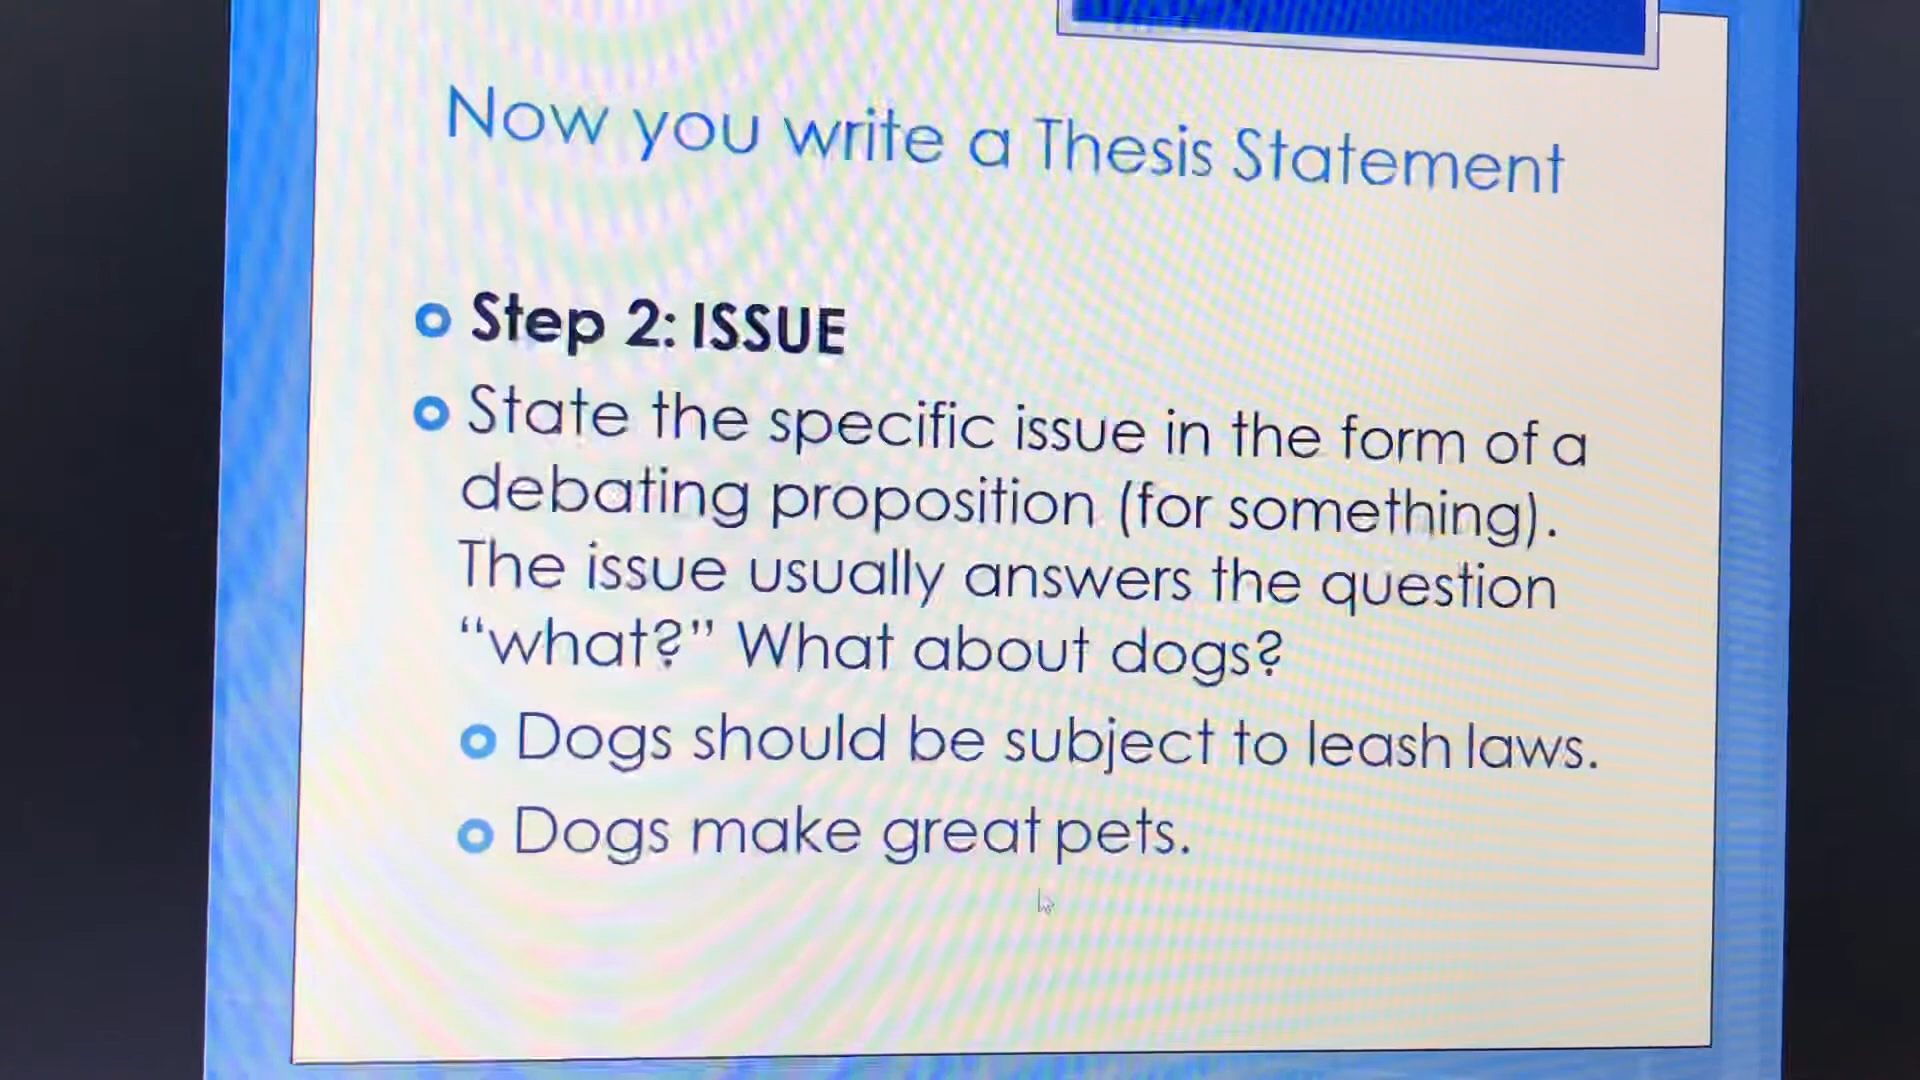 Now you write a Thesis Statement
Step 2: ISSUE
State the specific issue in the form of a
debating proposition (for something).
The issue usually answers the question
“what?” What about dogs?
Dogs should be subject to leash laws.
Dogs make great pets.